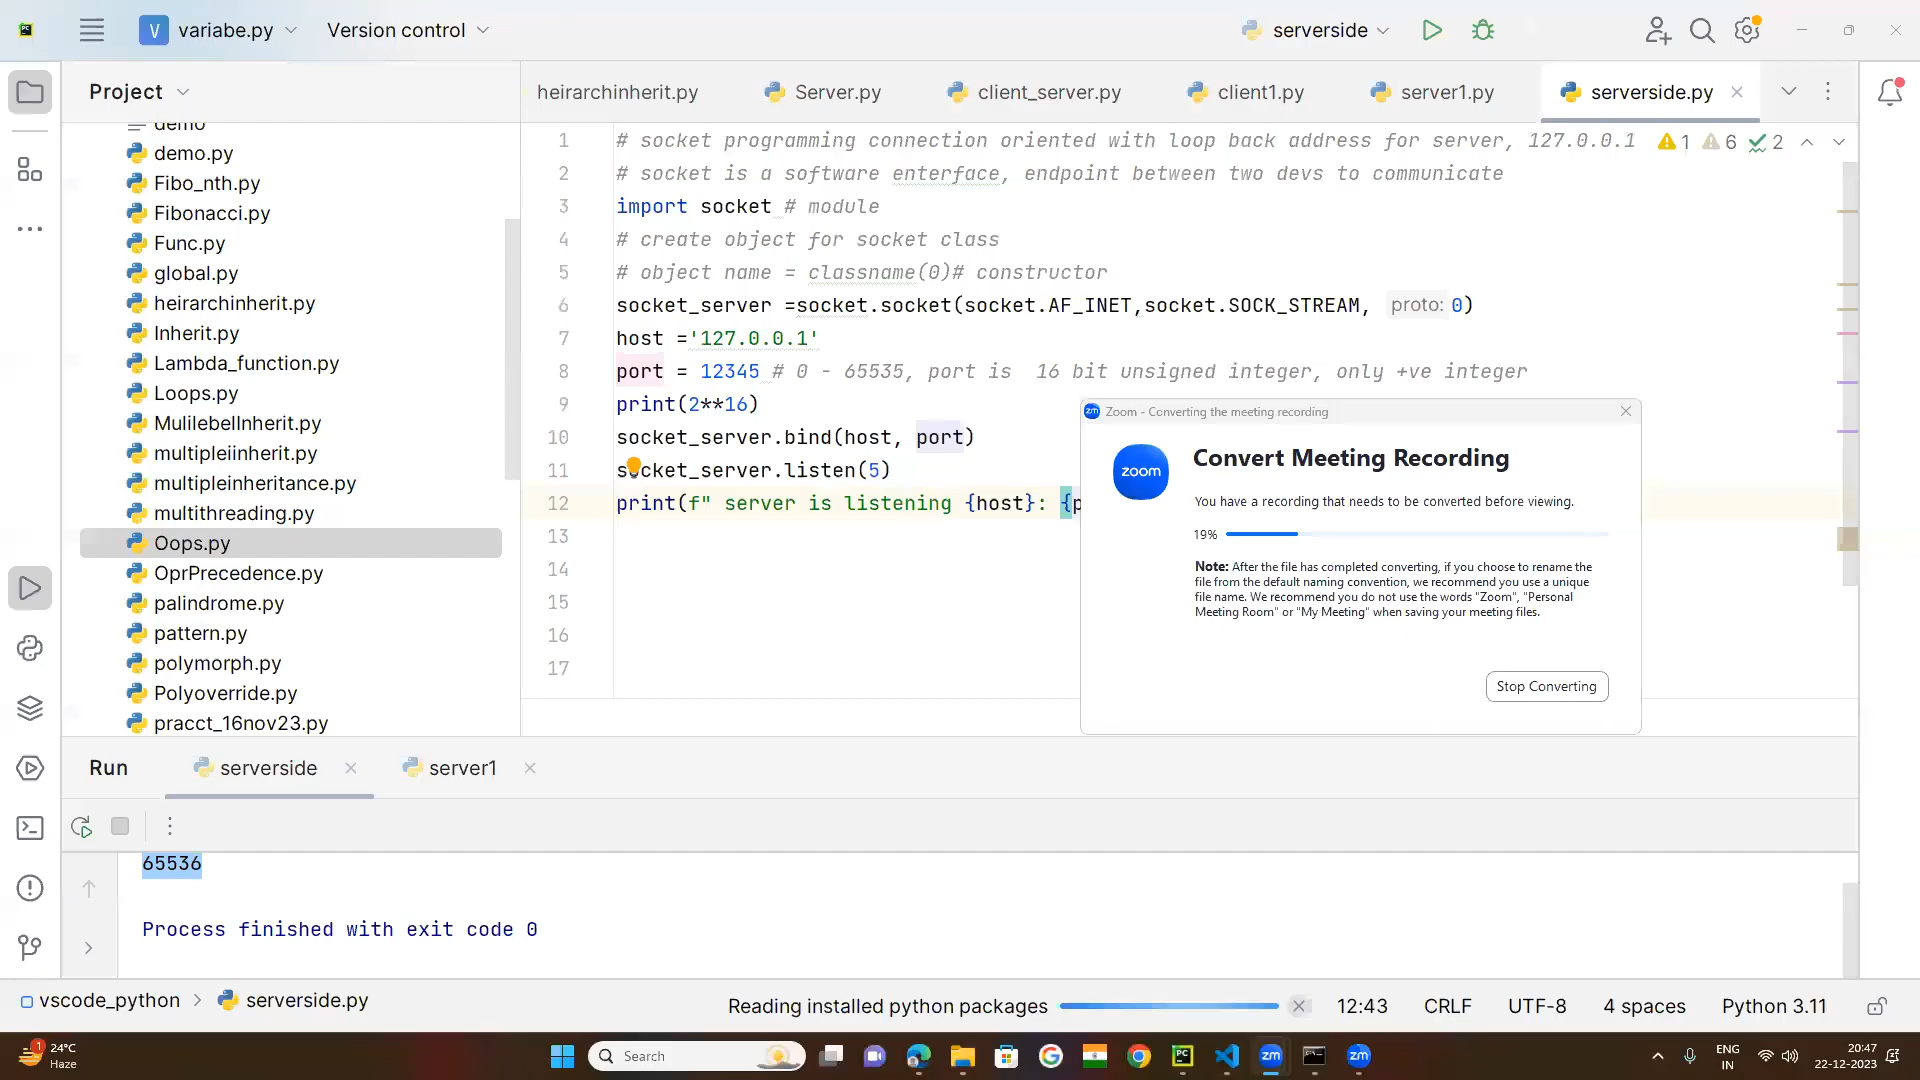 PC
V variabe.py
Version control
serverside
Project
heirarchinherit.py
Server.py
client_server.py
client1.py
server1.py
serverside.py
demo
demo.py
Fibo_nth.py
Fibonacci.py
Func.py
global.py
heirarchinherit.py
Inherit.py
Lambda_function.py
Loops.py
MulilebelInherit.py
multipleiinherit.py
multipleinheritance.py
multithreading.py
Oops.py
OprPrecedence.py
palindrome.py
pattern.py
polymorph.py
Polyoverride.py
pracct_16nov23.py
1 # socket programming connection oriented with loop back address for server, 127.0.0.1
1 6 2
2 # socket is a software enterface, endpoint between two devs to communicate
3 import socket # module
4 # create object for socket class
5 # object name = classname(0)# constructor
6 socket_server =socket.socket(socket.AF_INET,socket.SOCK_STREAM, proto: 0)
7 host ='127.0.0.1'
8 port = 12345 # 0 - 65535, port is 16 bit unsigned integer, only +ve integer
9 print(2**16)
10 socket_server.bind(host, port)
11 socket_server.listen(5)
12 print(f" server is listening {host}: {p
13
14
15
16
17
zm Zoom - Converting the meeting recording
zoom
Convert Meeting Recording
You have a recording that needs to be converted before viewing.
19%
Note: After the file has completed converting, if you choose to rename the
file from the default naming convention, we recommend you use a unique
file name. We recommend you do not use the words "Zoom", "Personal
Meeting Room" or "My Meeting" when saving your meeting files.
Stop Converting
Run
serverside
server1
65536
Process finished with exit code 0
vscode_python > serverside.py
Reading installed python packages
12:43
CRLF
UTF-8
4 spaces
Python 3.11
1
24°C
Haze
Search
PC
zm
zm
ENG
IN
20:47
22-12-2023